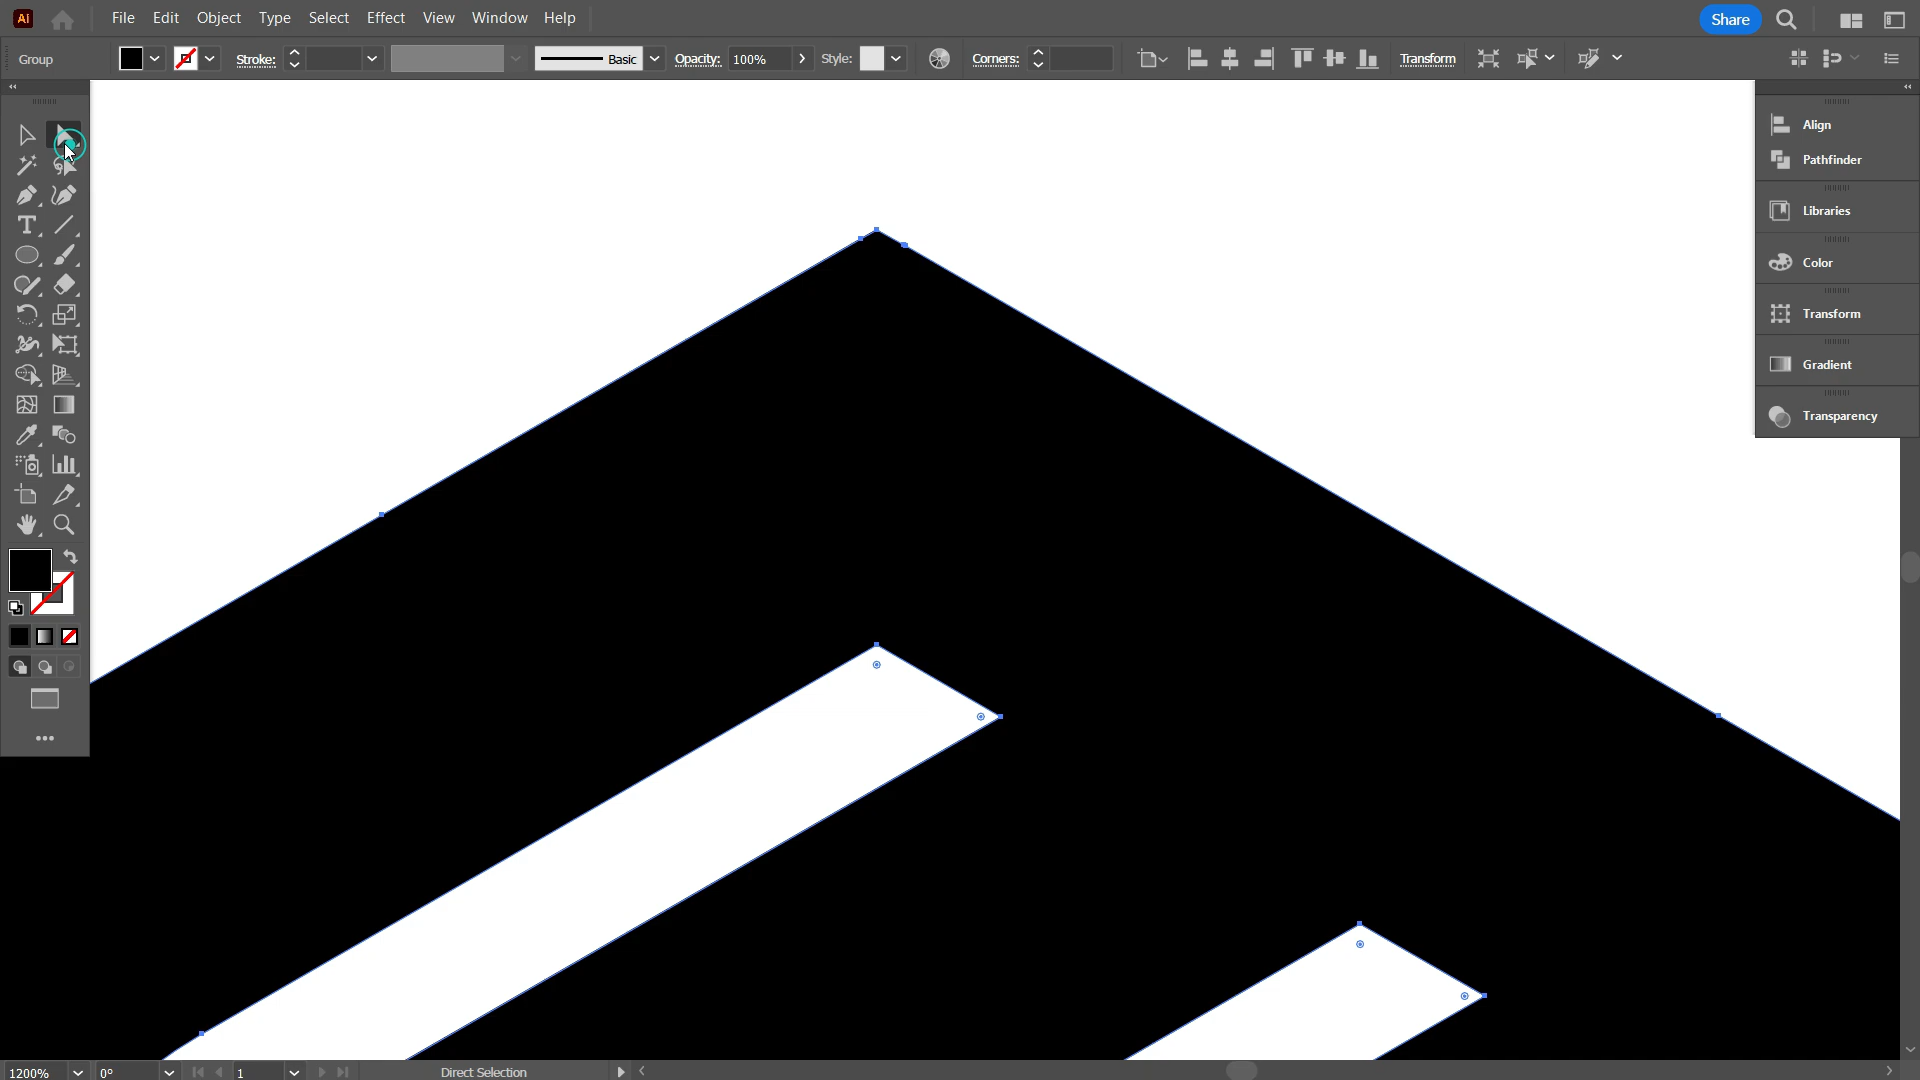 Ai File Edit Object Type Select Effect View Window Help Share
Group Stroke: Basic Opacity: 100% Style: Corners: Transform
Align
Pathfinder
Libraries
Color
Transform
Gradient
Transparency
1200% 0° 1 Direct Selection